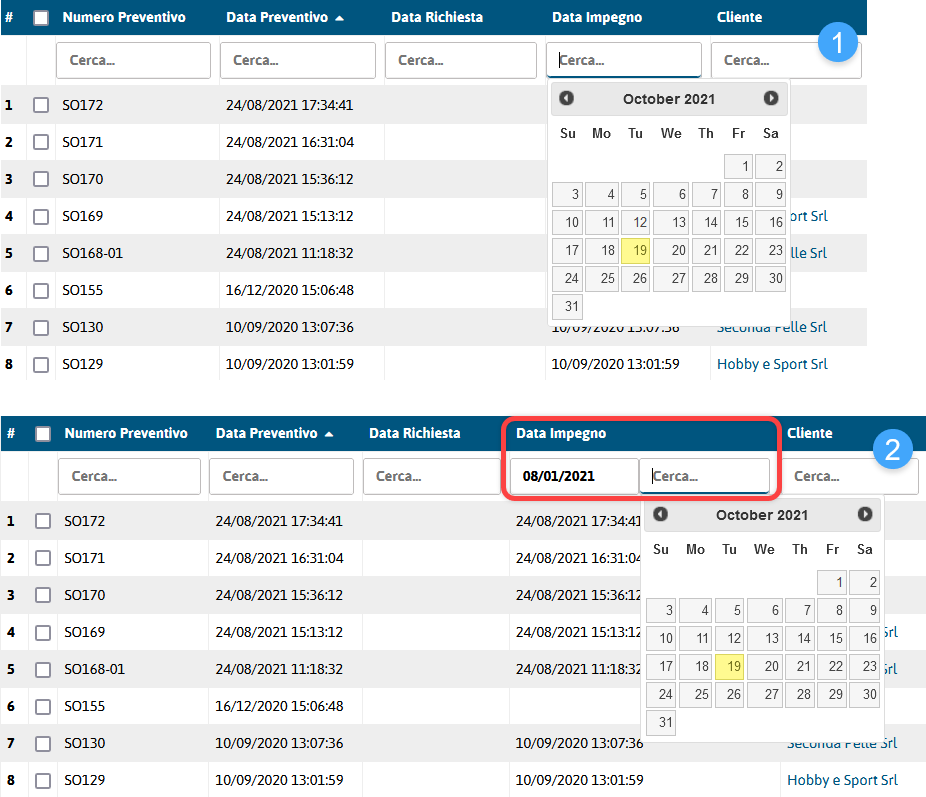 # Numero Preventivo Data Preventivo Data Richiesta Data Impegno Cliente
1
Cerca... Cerca... Cerca... Cerca... Cerca...
October 2021
Su Mo Tu We Th Fr Sa
1 2
3 4 5 6 7 8 9
10 11 12 13 14 15 16
17 18 19 20 21 22 23
24 25 26 27 28 29 30
31
1 SO172 24/08/2021 17:34:41
2 SO171 24/08/2021 16:31:04
3 SO170 24/08/2021 15:36:12
4 SO169 24/08/2021 15:13:12 ort Srl
5 SO168-01 24/08/2021 11:18:32 lle Srl
6 SO155 16/12/2020 15:06:48
7 SO130 10/09/2020 13:07:36 10/09/2020 13:07:36 Seconda Pelle Srl
8 SO129 10/09/2020 13:01:59 10/09/2020 13:01:59 Hobby e Sport Srl
# Numero Preventivo Data Preventivo Data Richiesta Data Impegno Cliente
2
Cerca... Cerca... Cerca... 08/01/2021 Cerca... Cerca...
October 2021
Su Mo Tu We Th Fr Sa
1 2
3 4 5 6 7 8 9
10 11 12 13 14 15 16
17 18 19 20 21 22 23
24 25 26 27 28 29 30
31
1 SO172 24/08/2021 17:34:41 24/08/2021 17:34:41
2 SO171 24/08/2021 16:31:04 24/08/2021 16:31:04
3 SO170 24/08/2021 15:36:12 24/08/2021 15:36:12
4 SO169 24/08/2021 15:13:12 24/08/2021 15:13:12 Srl
5 SO168-01 24/08/2021 11:18:32 24/08/2021 11:18:32 Srl
6 SO155 16/12/2020 15:06:48
7 SO130 10/09/2020 13:07:36 10/09/2020 13:07:36 Seconda Pelle Srl
8 SO129 10/09/2020 13:01:59 10/09/2020 13:01:59 Hobby e Sport Srl